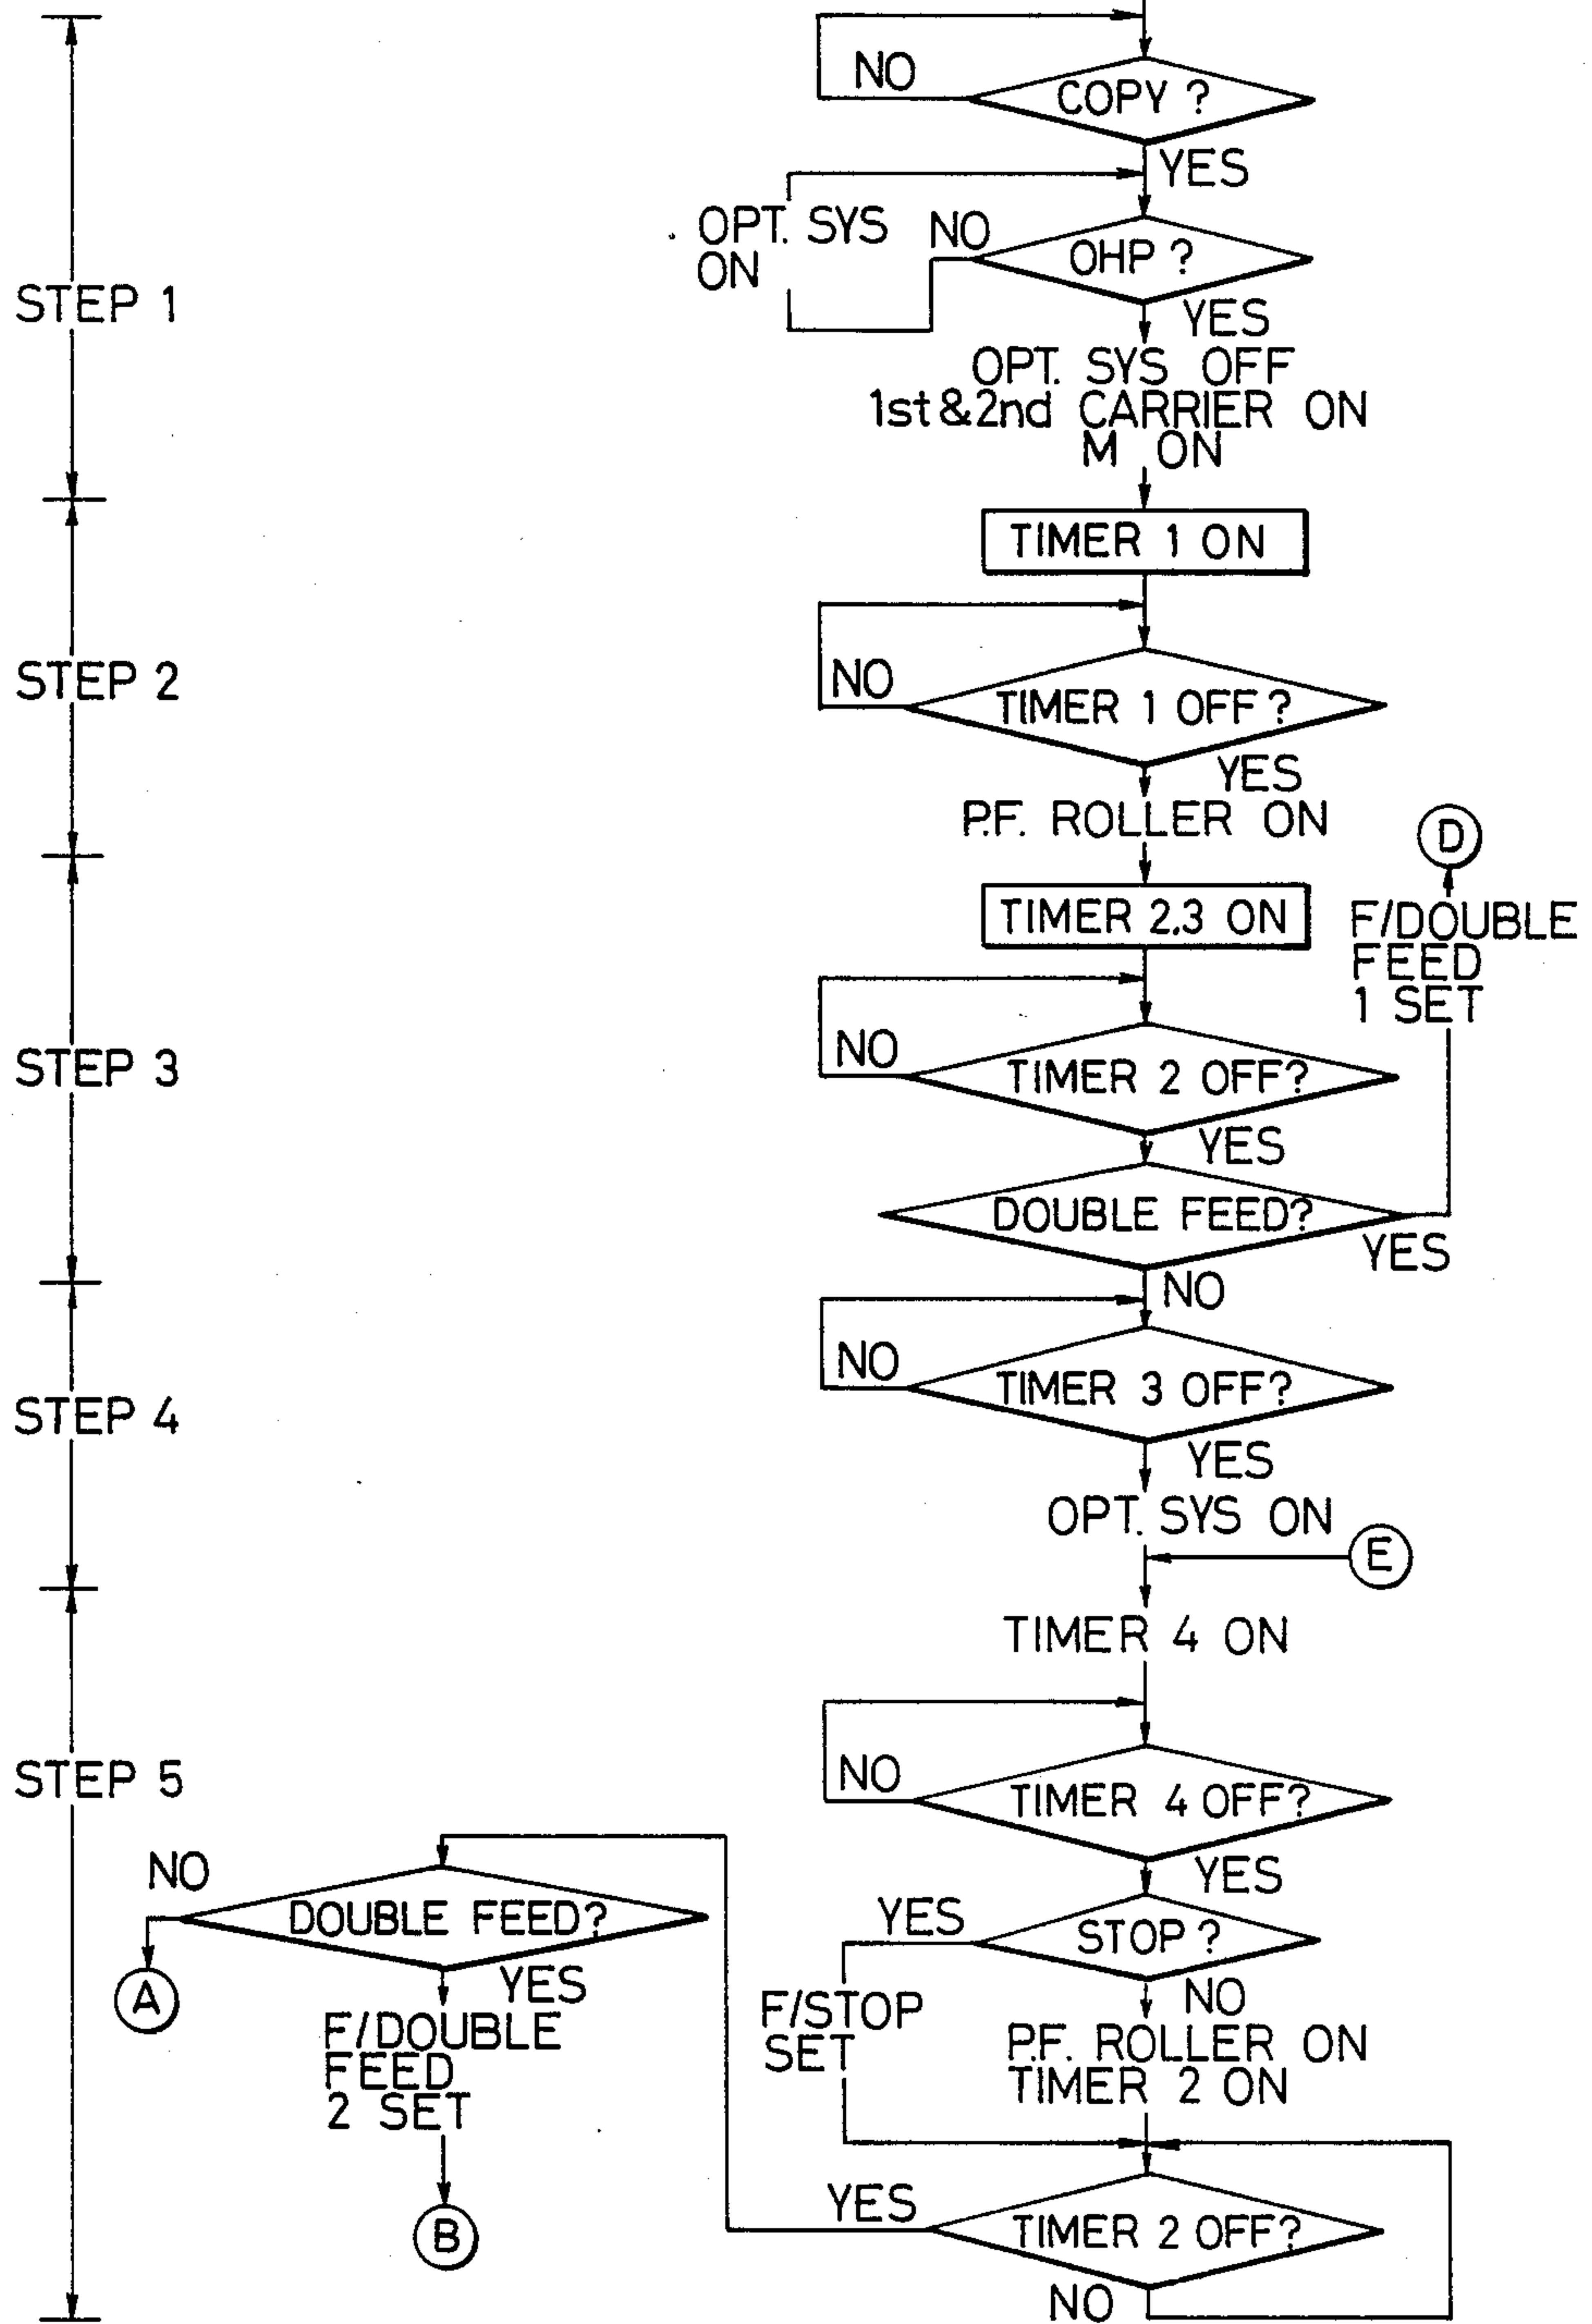 COPY ?
NO
YES
OPT. SYS
ON
NO
OHP ?
YES
STEP 1
OPT. SYS OFF
1st&2nd CARRIER ON
M ON
TIMER 1 ON
STEP 2
NO
TIMER 1 OFF ?
YES
P.F. ROLLER ON
D
TIMER 2,3 ON
F/DOUBLE
FEED
1 SET
STEP 3
NO
TIMER 2 OFF?
YES
DOUBLE FEED?
YES
NO
STEP 4
NO
TIMER 3 OFF?
YES
OPT. SYS ON
E
TIMER 4 ON
STEP 5
NO
TIMER 4 OFF?
YES
STOP ?
YES
F/STOP
SET
NO
P.F. ROLLER ON
TIMER 2 ON
TIMER 2 OFF?
NO
YES
DOUBLE FEED?
NO
A
YES
F/DOUBLE
FEED
2 SET
B